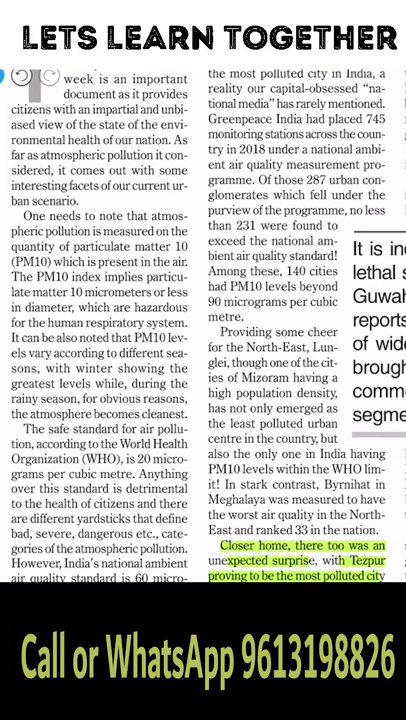 LETS LEARN TOGETHER
week is an important
document as it provides
citizens with an impartial and unbi-
ased view of the state of the envi-
ronmental health of our nation. As
far as atmospheric pollution it con-
sidered, it comes out with some
interesting facets of our current ur-
ban scenario.
One needs to note that atmos-
pheric pollution is measured on the
quantity of particulate matter 10
(PM10) which is present in the air.
The PM10 index implies particu-
late matter 10 micrometers or less
in diameter, which are hazardous
for the human respiratory system.
It can be also noted that PM10 lev-
els vary according to different sea-
sons, with winter showing the
greatest levels while, during the
rainy season, for obvious reasons,
the atmosphere becomes cleanest.
The safe standard for air pollu-
tion, according to the World Health
Organization (WHO), is 20 micro-
grams per cubic metre. Anything
over this standard is detrimental
to the health of citizens and there
are different yardsticks that define
bad, severe, dangerous etc., cate-
gories of the atmospheric pollution.
However, India's national ambient
air quality standard is 60 micro-
the most polluted city in India, a
reality our capital-obsessed "na-
tional media" has rarely mentioned.
Greenpeace India had placed 745
monitoring stations across the coun-
try in 2018 under a national ambi-
ent air quality measurement pro-
gramme. Of those 287 urban con-
glomerates which fell under the
purview of the programme, no less
than 231 were found to
exceed the national am-
bient air quality standard!
Among these, 140 cities
had PM10 levels beyond
90 micrograms per cubic
metre.
Providing some cheer
for the North-East, Lun-
glei, though one of the cit-
ies of Mizoram having a
high population density,
has not only emerged as
the least polluted urban
centre in the country, but
also the only one in India having
PM10 levels within the WHO lim-
it! In stark contrast, Byrnihat in
Meghalaya was measured to have
the worst air quality in the North-
East and ranked 33 in the nation.
Closer home, there too was an
unexpected surprise, with Tezpur
proving to be the most polluted city
It is in
lethal s
Guwah
reports
of wid
brough
comm
segme
Call or WhatsApp 9613198826